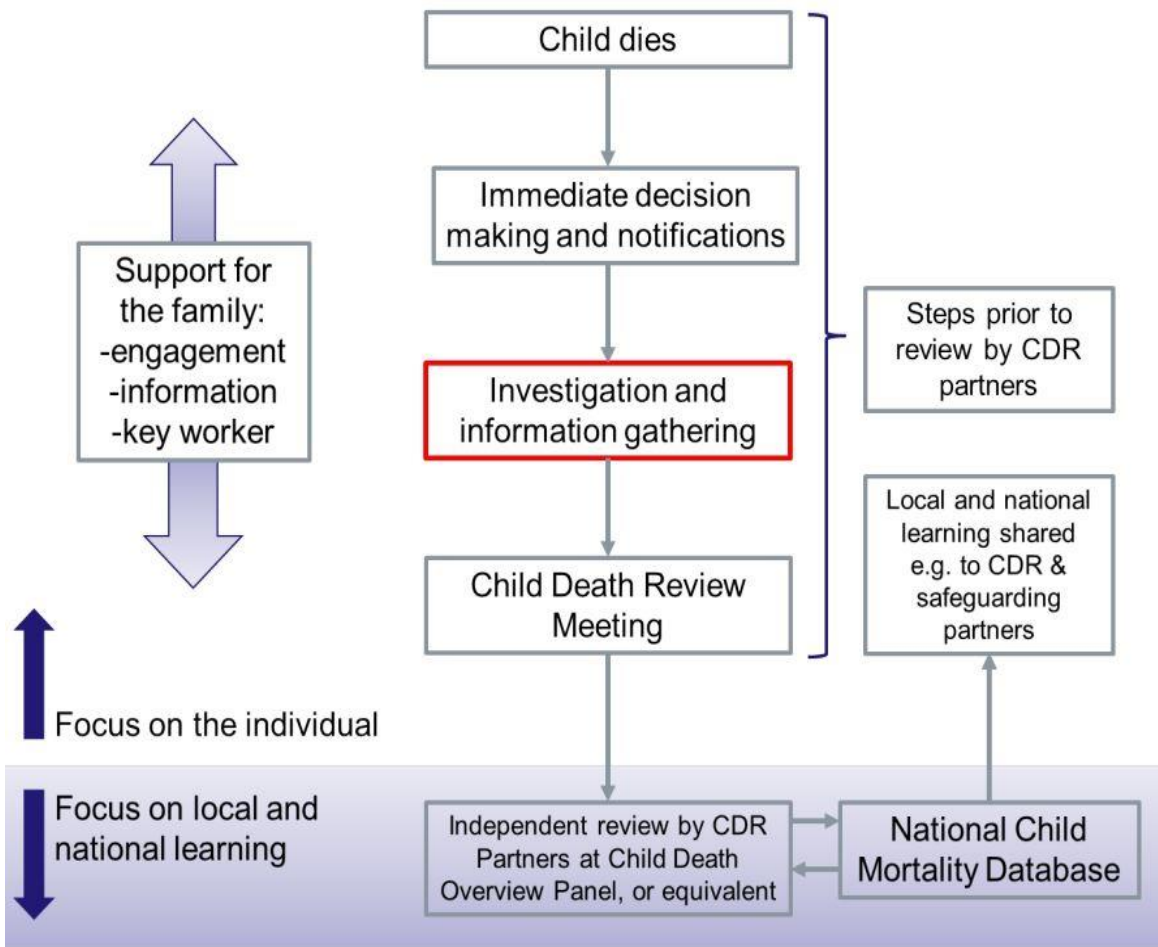 Child dies
Immediate decision
making and notifications
Support for
the family:
-engagement
-information
-key worker
Steps prior to
review by CDR
partners
Investigation and
information gathering
Local and national
learning shared
e.g. to CDR &
safeguarding
partners
Child Death Review
Meeting
Focus on the individual
Focus on local and
national learning
Independent review by CDR
Partners at Child Death
Overview Panel, or equivalent
National Child
Mortality Database